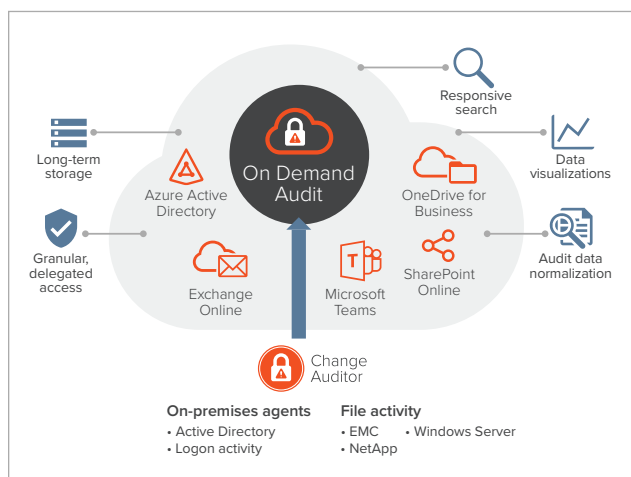 Responsive
search
Long-term
storage
On Demand
Audit
Data
visualizations
Azure Active
Directory
OneDrive for
Business
Granular,
delegated
access
Exchange
Online
T
Microsoft
Teams
SharePoint
Online
Audit data
normalization
Change
Auditor
On-premises agents
• Active Directory
• Logon activity
File activity
• EMC • Windows Server
• NetApp